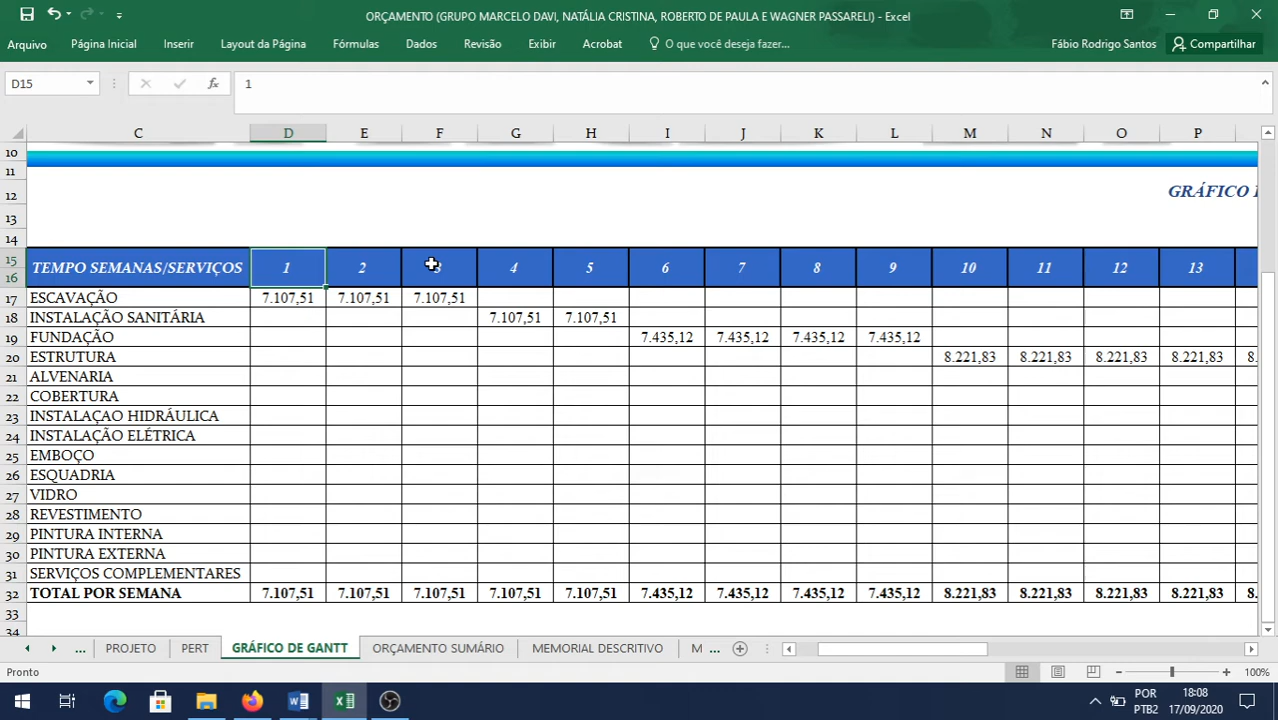 ORÇAMENTO (GRUPO MARCELO DAVI, NATÁLIA CRISTINA, ROBERTO DE PAULA E WAGNER PASSARELI) - Excel
Arquivo Página Inicial Inserir Layout da Página Fórmulas Dados Revisão Exibir Acrobat O que você deseja fazer... Fábio Rodrigo Santos Compartilhar
D15 fx 1
C D E F G H I J K L M N O P
10
11
12 GRÁFICO
13
14
15 TEMPO SEMANAS/SERVIÇOS 1 2 3 4 5 6 7 8 9 10 11 12 13
16
17 ESCAVAÇÃO 7.107,51 7.107,51 7.107,51
18 INSTALAÇÃO SANITÁRIA 7.107,51 7.107,51
19 FUNDAÇÃO 7.435,12 7.435,12 7.435,12 7.435,12
20 ESTRUTURA 8.221,83 8.221,83 8.221,83 8.221,83 8.
21 ALVENARIA
22 COBERTURA
23 INSTALAÇAO HIDRÁULICA
24 INSTALAÇÃO ELÉTRICA
25 EMBOÇO
26 ESQUADRIA
27 VIDRO
28 REVESTIMENTO
29 PINTURA INTERNA
30 PINTURA EXTERNA
31 SERVIÇOS COMPLEMENTARES
32 TOTAL POR SEMANA 7.107,51 7.107,51 7.107,51 7.107,51 7.107,51 7.435,12 7.435,12 7.435,12 7.435,12 8.221,83 8.221,83 8.221,83 8.221,83 8.
33
34
... PROJETO PERT GRÁFICO DE GANTT ORÇAMENTO SUMÁRIO MEMORIAL DESCRITIVO M ...
Pronto 100%
POR 18:08
PTB2 17/09/2020